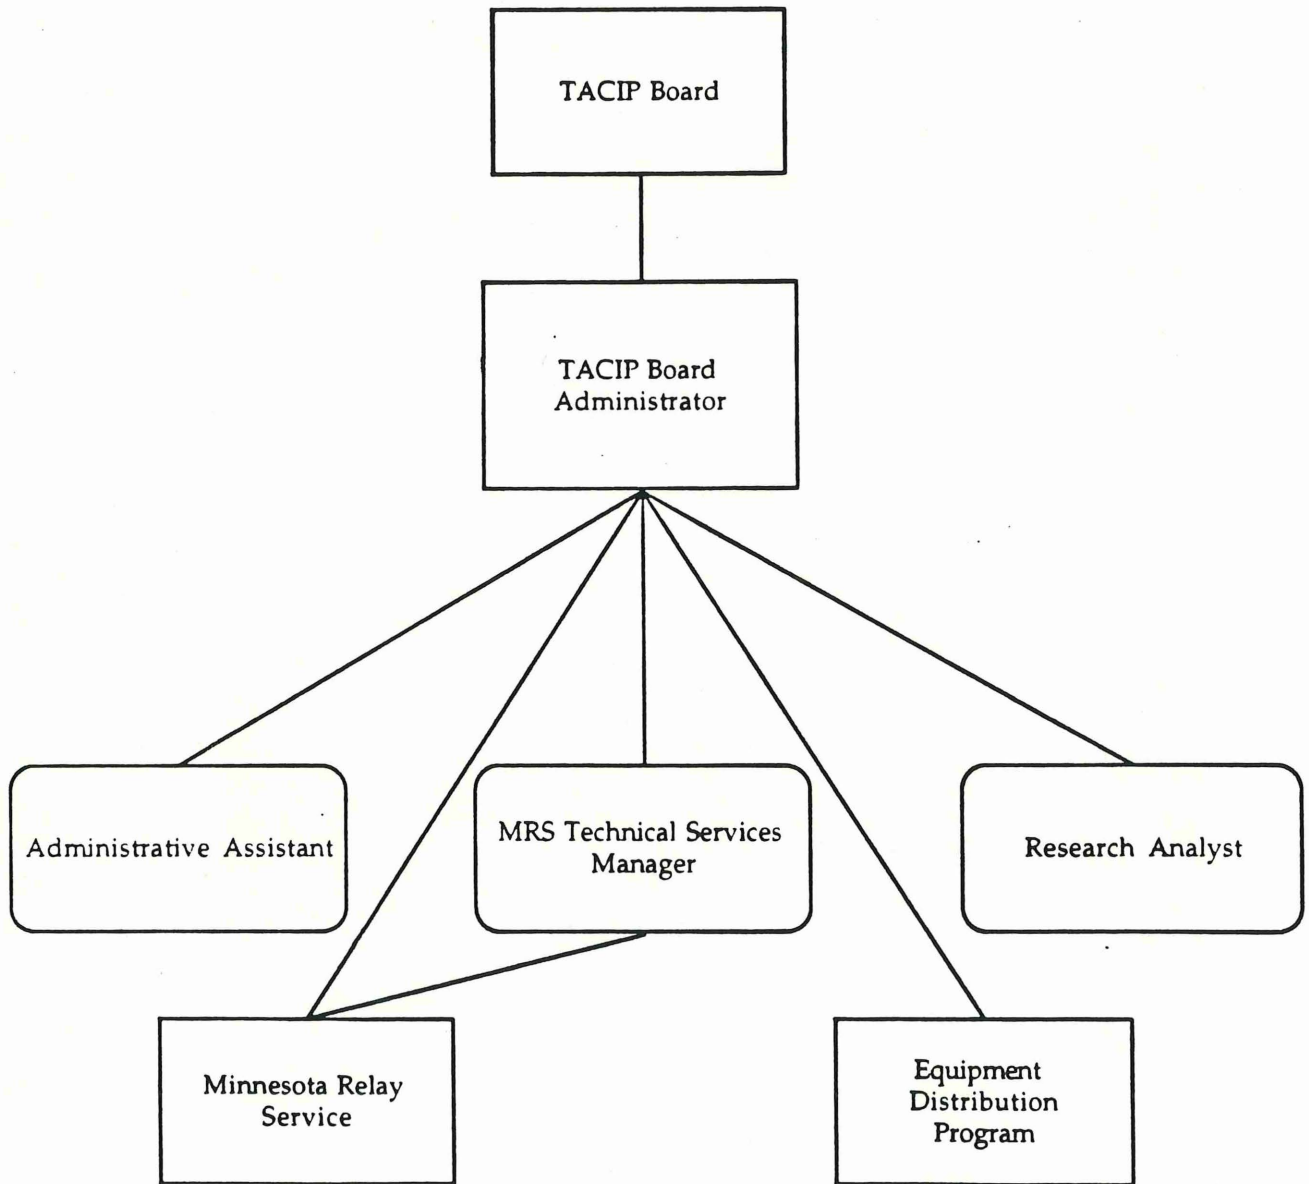 TACIP Board
TACIP Board
Administrator
Administrative Assistant
MRS Technical Services
Manager
Research Analyst
Minnesota Relay
Service
Equipment
Distribution
Program